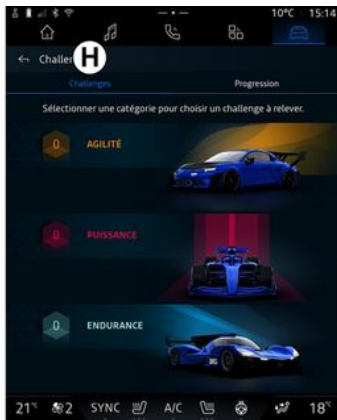 10°C 15:14
Challen
H
Challenges Progression
Sélectionner une catégorie pour choisir un challenge à relever.
0 AGILITÉ
0 PUISSANCE
0 ENDURANCE
21°C 2 SYNC A/C 18°C